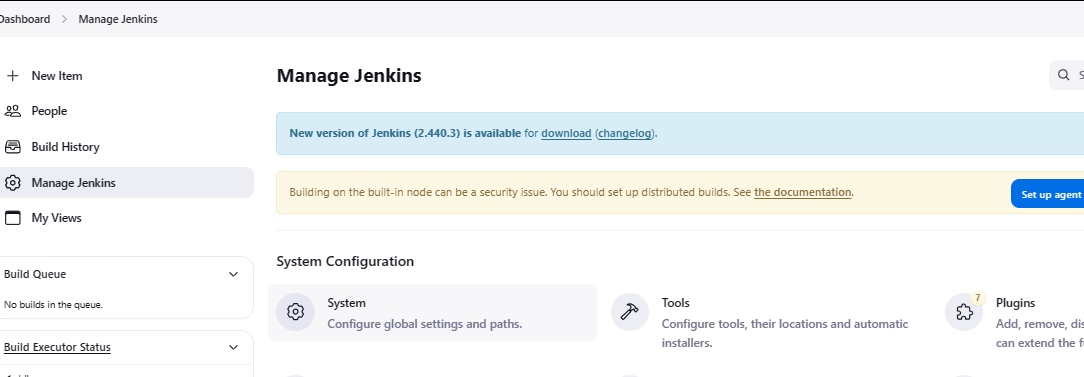 Dashboard > Manage Jenkins
New Item
People
Build History
Manage Jenkins
My Views
Build Queue
No builds in the queue.
Build Executor Status
Manage Jenkins
New version of Jenkins (2.440.3) is available for download (changelog).
Building on the built-in node can be a security issue. You should set up distributed builds. See the documentation.
Set up agent
System Configuration
System
Configure global settings and paths.
Tools
Configure tools, their locations and automatic
installers.
7
Plugins
Add, remove,
can extend the